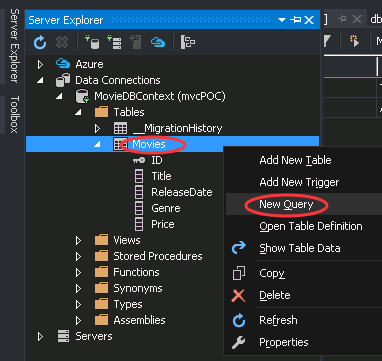 Server Explorer
Server Explorer
Toolbox
db
Azure
Data Connections
MovieDBContext (mvcPOC)
Tables
__MigrationHistory
Movies
ID
Title
ReleaseDate
Genre
Price
Views
Stored Procedures
Functions
Synonyms
Types
Assemblies
Servers
Add New Table
Add New Trigger
New Query
Open Table Definition
Show Table Data
Copy
Delete
Refresh
Properties